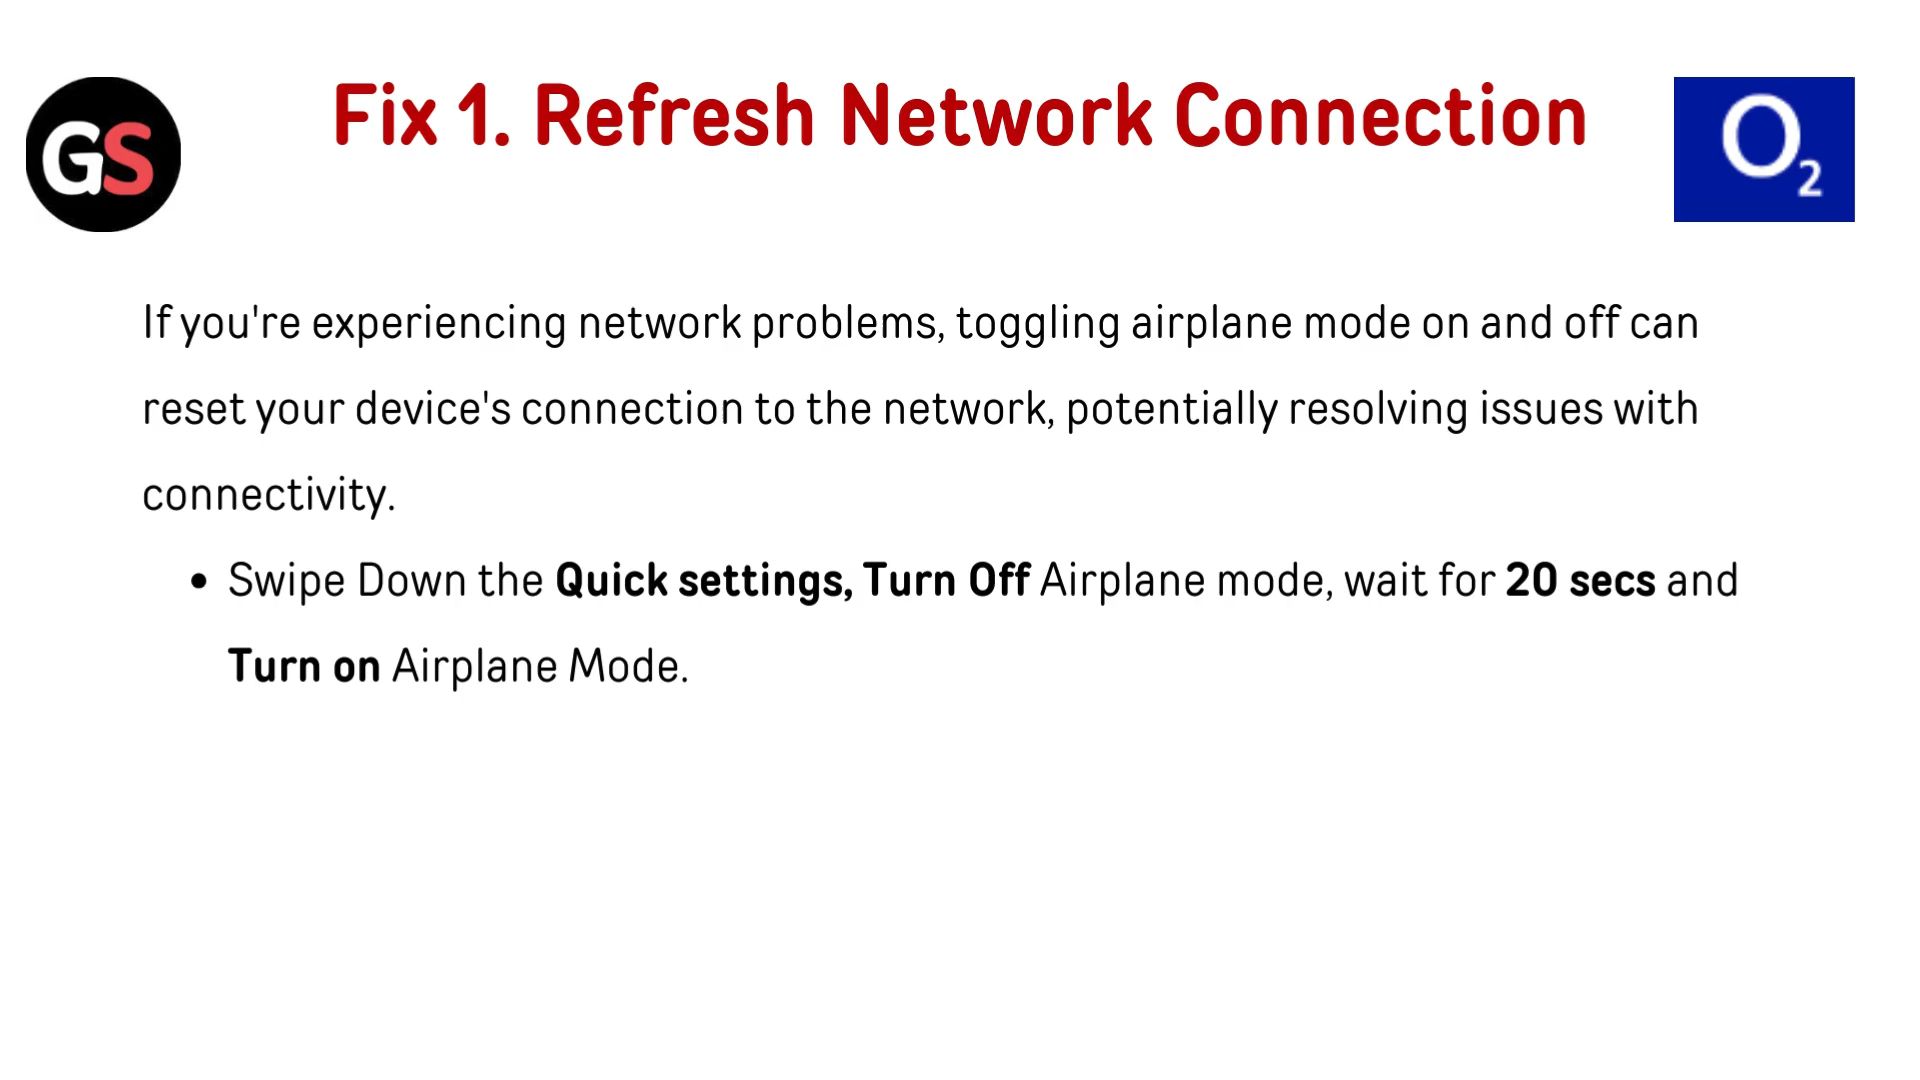 GS
Fix 1. Refresh Network Connection
O2
If you're experiencing network problems, toggling airplane mode on and off can
reset your device's connection to the network, potentially resolving issues with
connectivity.
• Swipe Down the Quick settings, Turn Off Airplane mode, wait for 20 secs and
Turn on Airplane Mode.